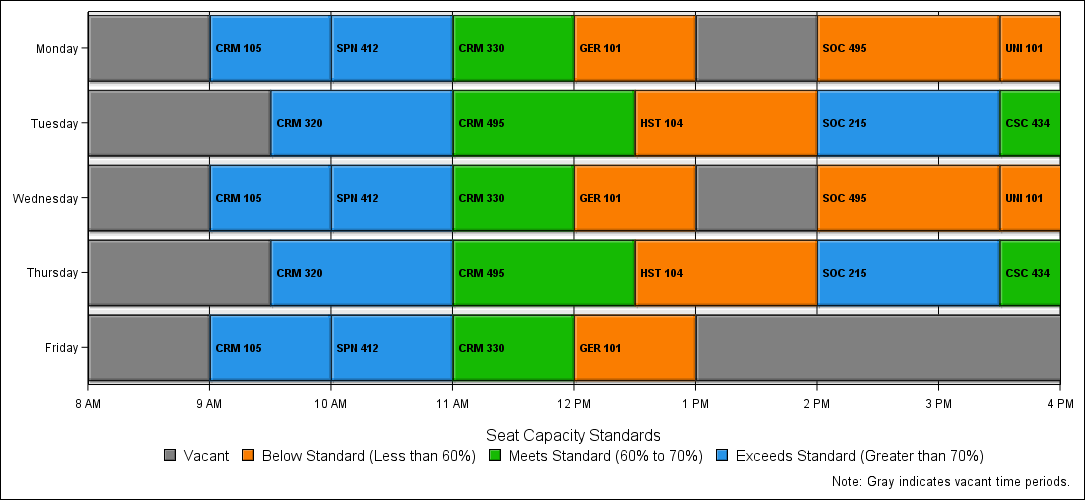 Monday
CRM 105 SPN 412 CRM 330 GER 101 SOC 495 UNI 101
Tuesday
CRM 320 CRM 495 HST 104 SOC 215 CSC 434
Wednesday
CRM 105 SPN 412 CRM 330 GER 101 SOC 495 UNI 101
Thursday
CRM 320 CRM 495 HST 104 SOC 215 CSC 434
Friday
CRM 105 SPN 412 CRM 330 GER 101
8 AM 9 AM 10 AM 11 AM 12 PM 1 PM 2 PM 3 PM 4 PM
Seat Capacity Standards
Vacant Below Standard (Less than 60%) Meets Standard (60% to 70%) Exceeds Standard (Greater than 70%)
Note: Gray indicates vacant time periods.